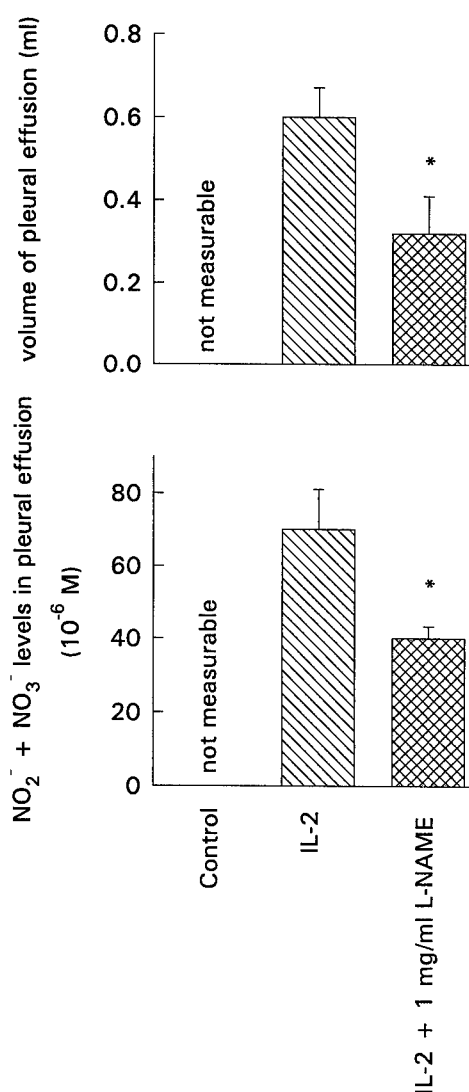 volume of pleural effusion (ml)
0.8
0.6
0.4
0.2
0.0
not measurable
*
NO₂⁻ + NO₃⁻ levels in pleural effusion
(10⁻⁶ M)
80
60
40
20
0
not measurable
*
Control
IL-2
IL-2 + 1 mg/ml L-NAME